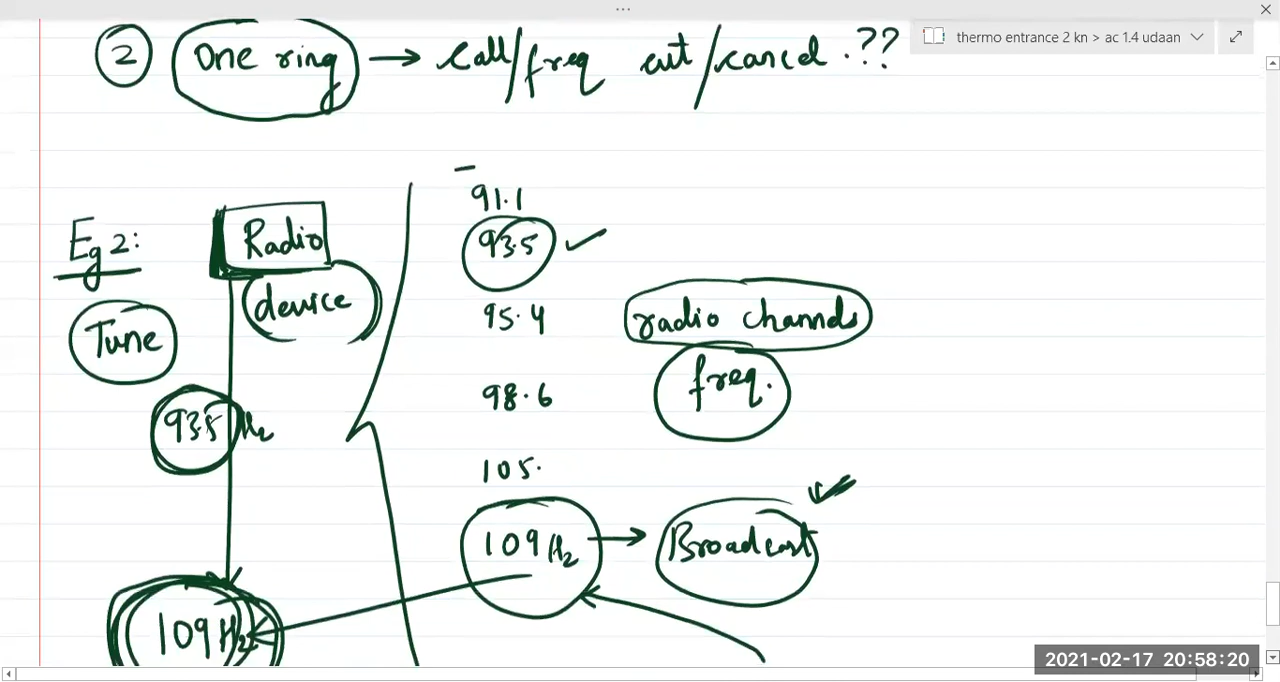 thermo entrance 2 kn > ac 1.4 udaan
② One ring → call/freq cut/cancel .???
Eg 2:
Radio
device
Tune
93.5 Hz
109 Hz
91.1
93.5 ✓
95.4
98.6
105.
109 Hz → Broadcast ✓
radio channels
freq.
2021-02-17 20:58:20